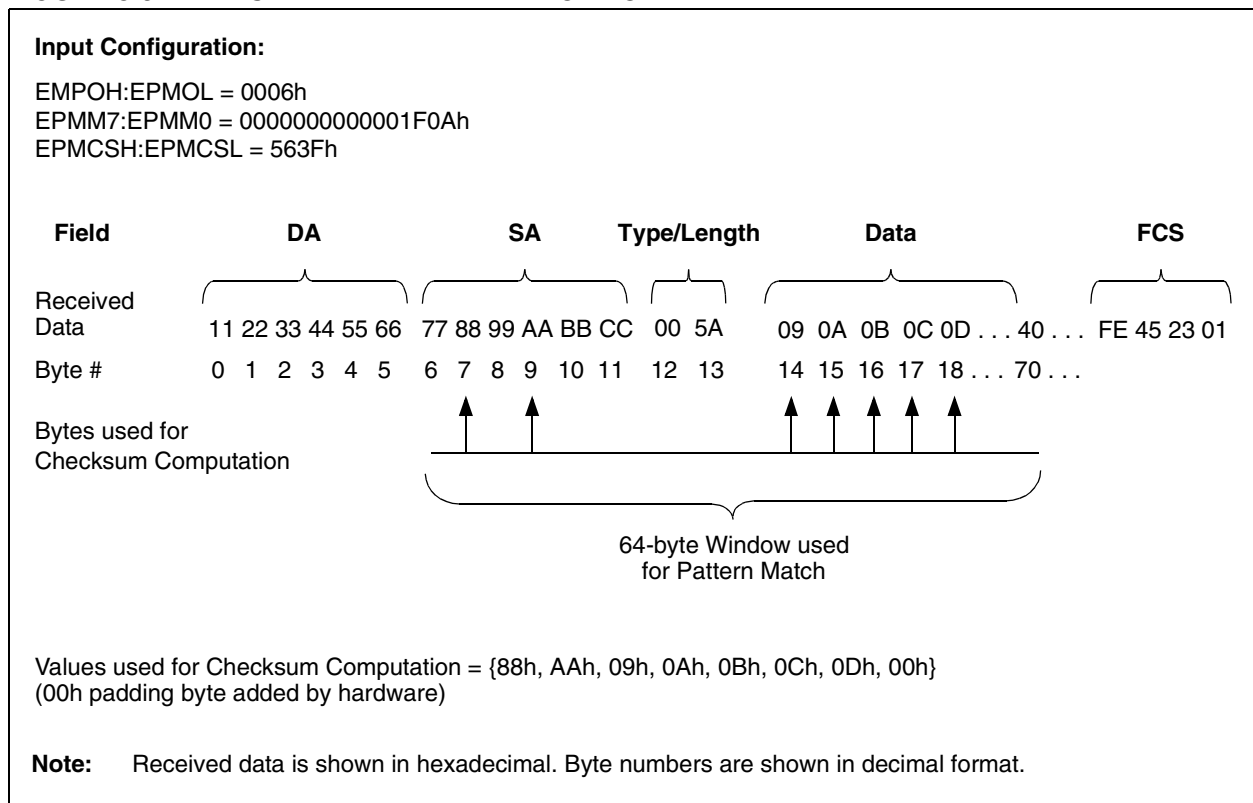 Input Configuration:
EMPOH:EPMOL = 0006h
EPMM7:EPMM0 = 0000000000001F0Ah
EPMCSH:EPMCSL = 563Fh
Field DA SA Type/Length Data FCS
Received
Data 11 22 33 44 55 66 77 88 99 AA BB CC 00 5A 09 0A 0B 0C 0D . . . 40 . . . FE 45 23 01
Byte # 0 1 2 3 4 5 6 7 8 9 10 11 12 13 14 15 16 17 18 . . . 70 . . .
Bytes used for
Checksum Computation
64-byte Window used
for Pattern Match
Values used for Checksum Computation = {88h, AAh, 09h, 0Ah, 0Bh, 0Ch, 0Dh, 00h}
(00h padding byte added by hardware)
Note: Received data is shown in hexadecimal. Byte numbers are shown in decimal format.